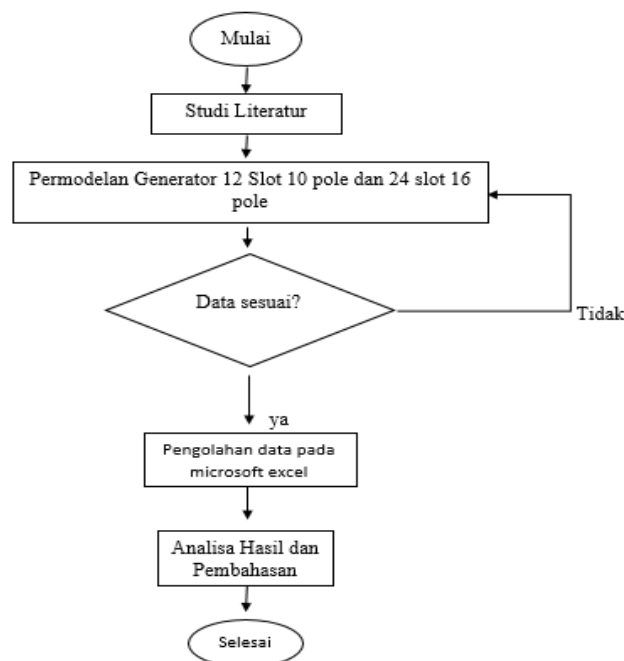 Mulai
Studi Literatur
Permodelan Generator 12 Slot 10 pole dan 24 slot 16
pole
Data sesuai?
Tidak
ya
Pengolahan data pada
microsoft excel
Analisa Hasil dan
Pembahasan
Selesai